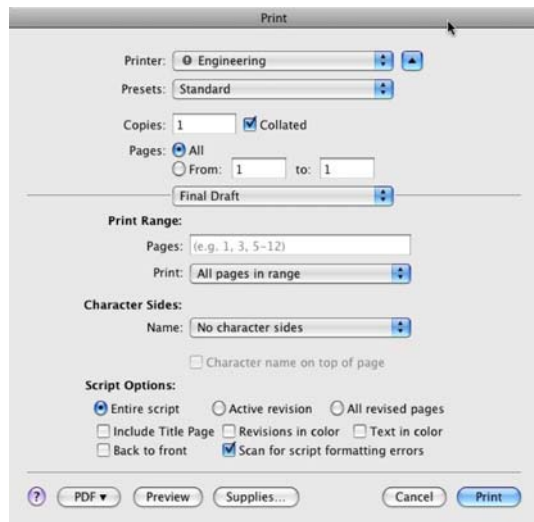 Print
Printer: Engineering
Presets: Standard
Copies: 1 Collated
Pages: All
From: 1 to: 1
Final Draft
Print Range:
Pages: (e.g. 1, 3, 5-12)
Print: All pages in range
Character Sides:
Name: No character sides
Character name on top of page
Script Options:
Entire script Active revision All revised pages
Include Title Page Revisions in color Text in color
Back to front Scan for script formatting errors
? PDF Preview Supplies... Cancel Print